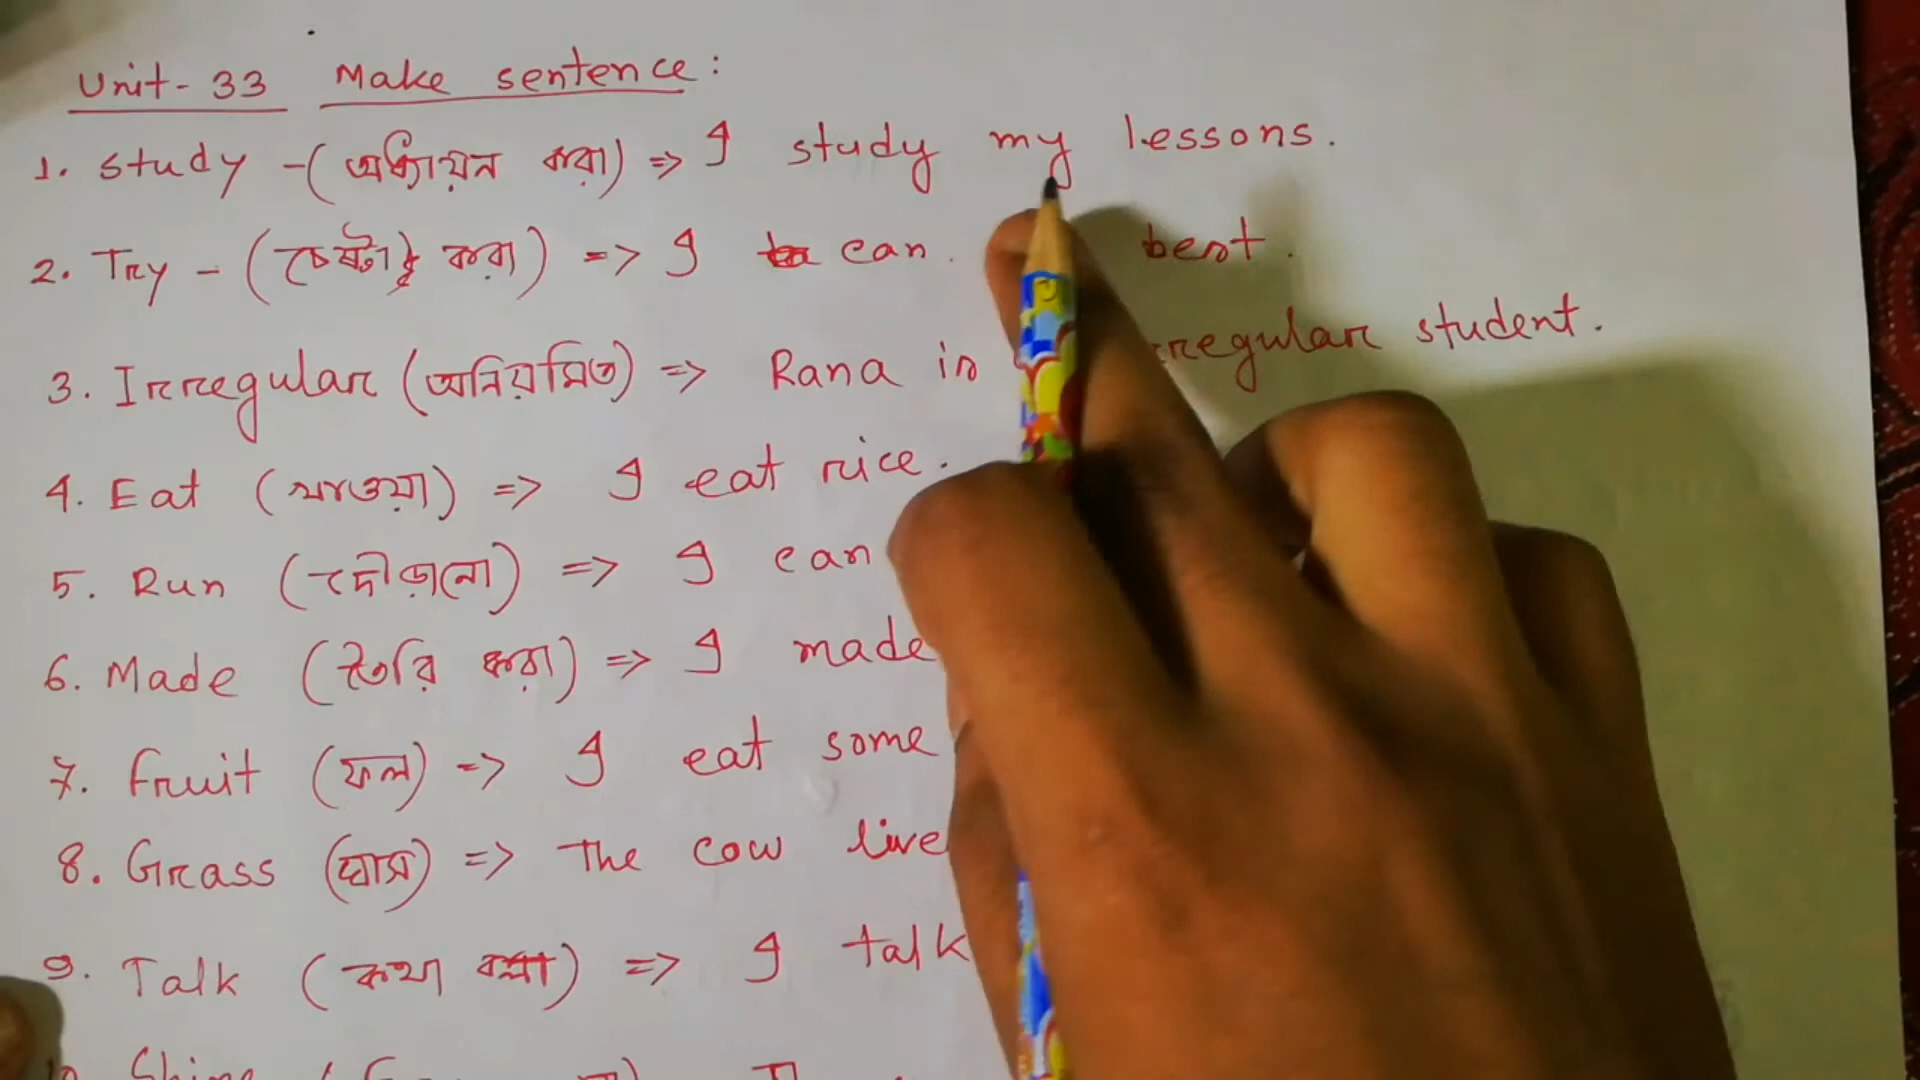 Unit-33 Make sentence:
1. Study -(অধ্যায়ন করা) => I study my lessons.
2. Try - (চেষ্টা করা) => I can best.
3. Irregular (অনিয়মিত) => Rana is student.
4. Eat (খাওয়া) => I eat rice.
5. Run (দৌড়ানো) => I can
6. Made (তৈরি করা) => I made
7. Fruit (ফল) => I eat some
8. Grass (ঘাস) => The cow live
9. Talk (কথা বলা) => I talk